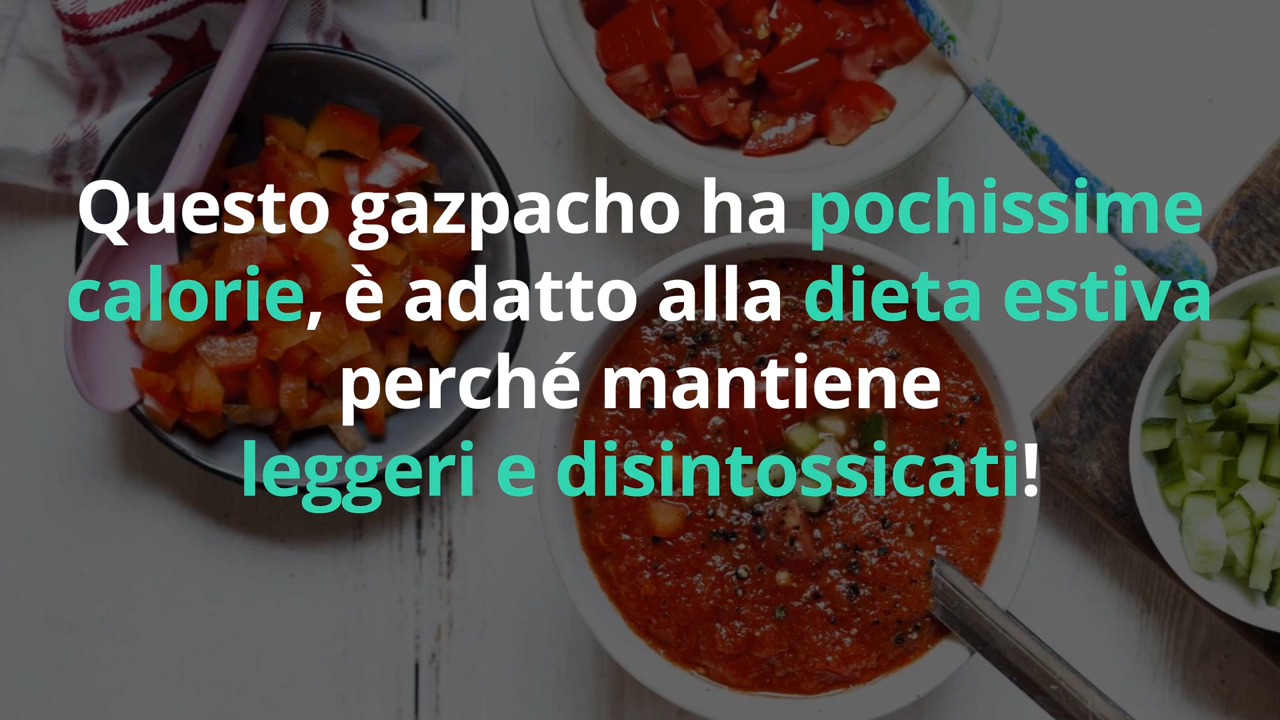 Questo gazpacho ha pochissime
calorie, è adatto alla dieta estiva
perché mantiene
leggeri e disintossicati!